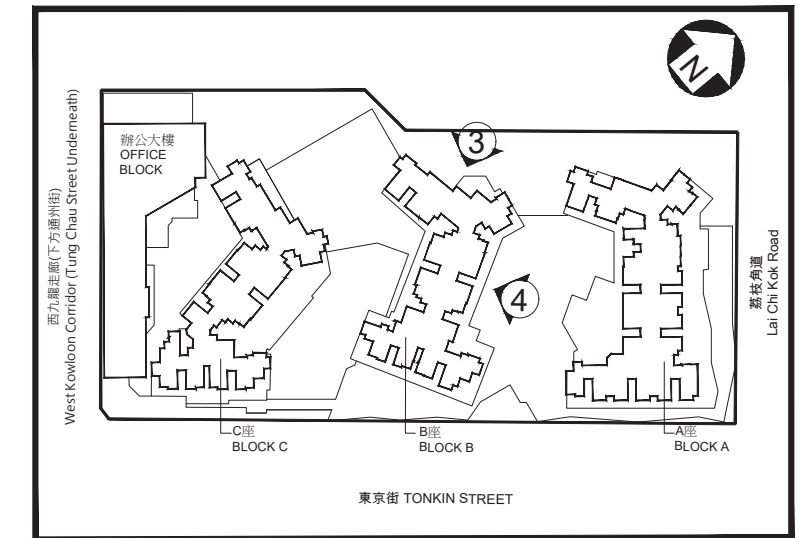 N
3
辦公大樓
OFFICE
BLOCK
西九龍走廊(下方通州街)
West Kowloon Corridor (Tung Chau Street Underneath)
4
荔枝角道
Lai Chi Kok Road
C座
BLOCK C
B座
BLOCK B
A座
BLOCK A
東京街 TONKIN STREET